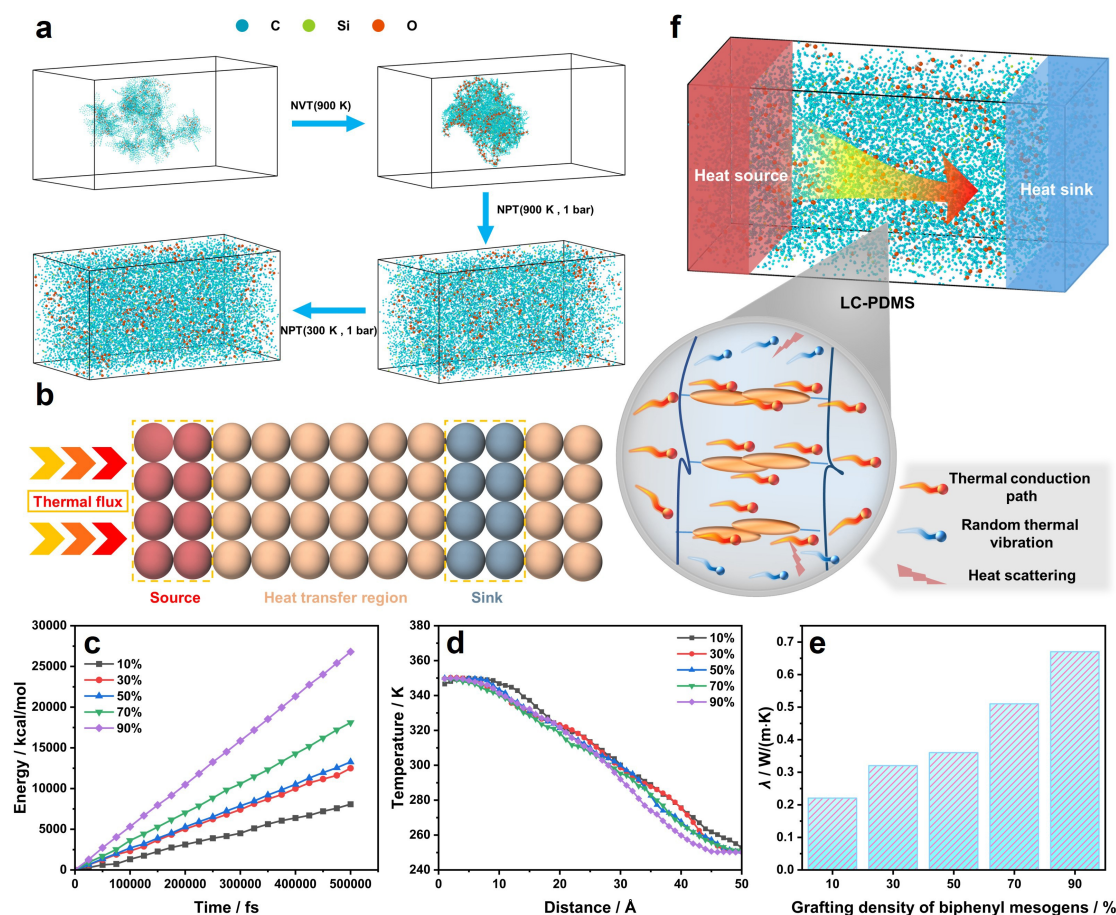 a
C
Si
O
NVT(900 K)
NPT(900 K , 1 bar)
NPT(300 K , 1 bar)
f
Heat source
Heat sink
LC-PDMS
Thermal conduction
path
Random thermal
vibration
Heat scattering
b
Thermal flux
Source
Heat transfer region
Sink
c
Energy / kcal/mol
30000
25000
20000
15000
10000
5000
0
10%
30%
50%
70%
90%
0
100000
200000
300000
400000
500000
Time / fs
d
Temperature / K
360
340
320
300
280
260
240
10%
30%
50%
70%
90%
0
10
20
30
40
50
Distance / Å
e
λ / W/(m·K)
0.7
0.6
0.5
0.4
0.3
0.2
0.1
0.0
10
30
50
70
90
Grafting density of biphenyl mesogens / %